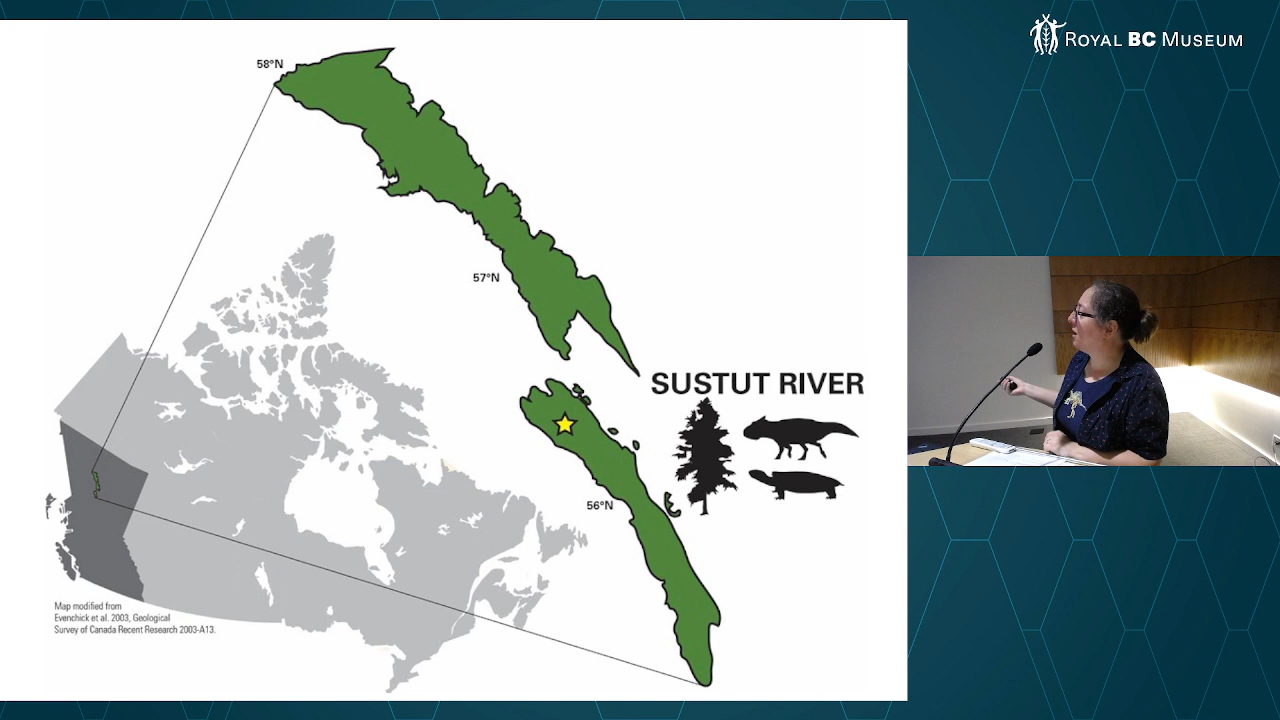 ROYAL BC MUSEUM
58°N
57°N
SUSTUT RIVER
56°N
Map modified from
Evenchick et al. 2003, Geological
Survey of Canada Recent Research 2003-A13.